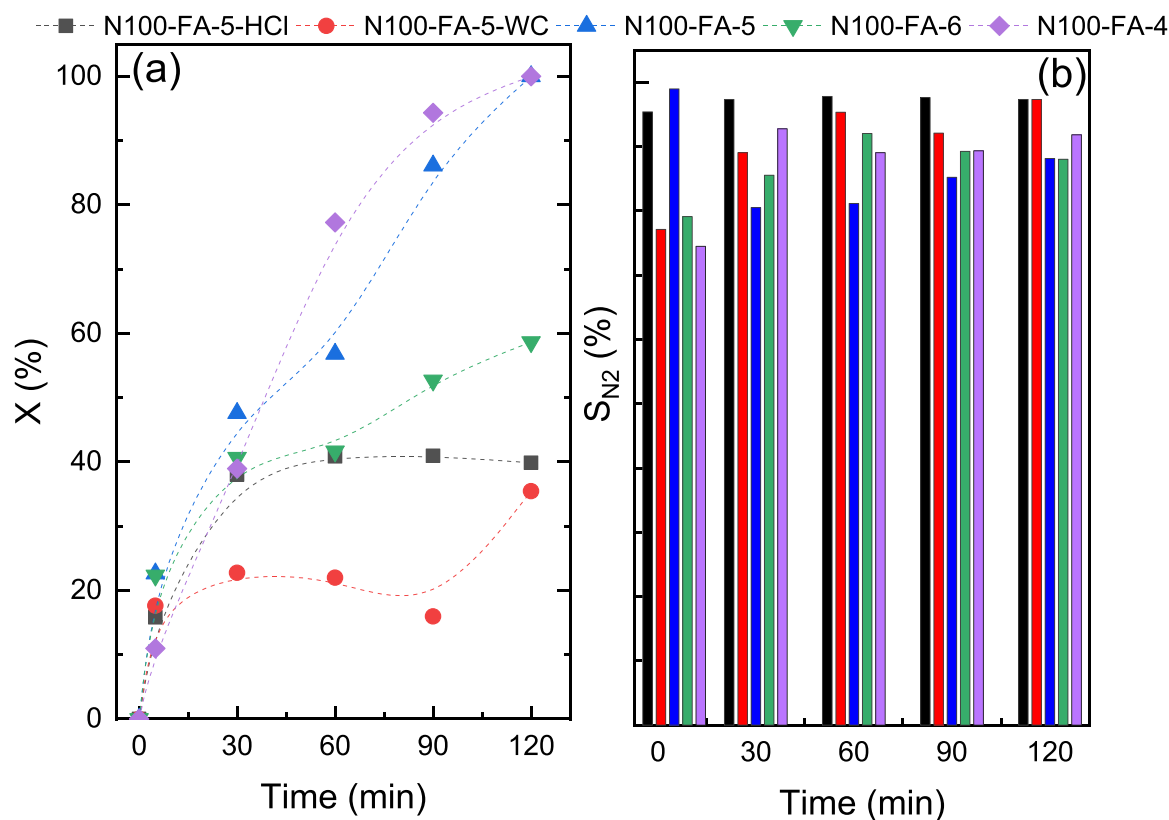 N100-FA-5-HCl N100-FA-5-WC N100-FA-5 N100-FA-6 N100-FA-4
(a)
(b)
100
80
60
40
20
0
X (%)
0 30 60 90 120
Time (min)
S_N2 (%)
0 30 60 90 120
Time (min)